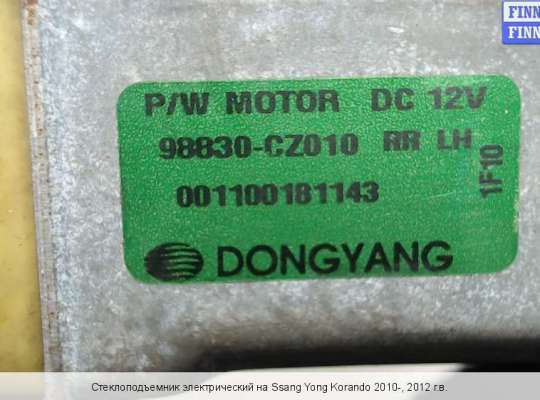 FINN
FINN
P/W MOTOR DC 12V
98830-CZ010 RR LH
001100181143
1F10
DONGYANG
Стеклоподъемник электрический на Ssang Yong Korando 2010-, 2012 г.в.